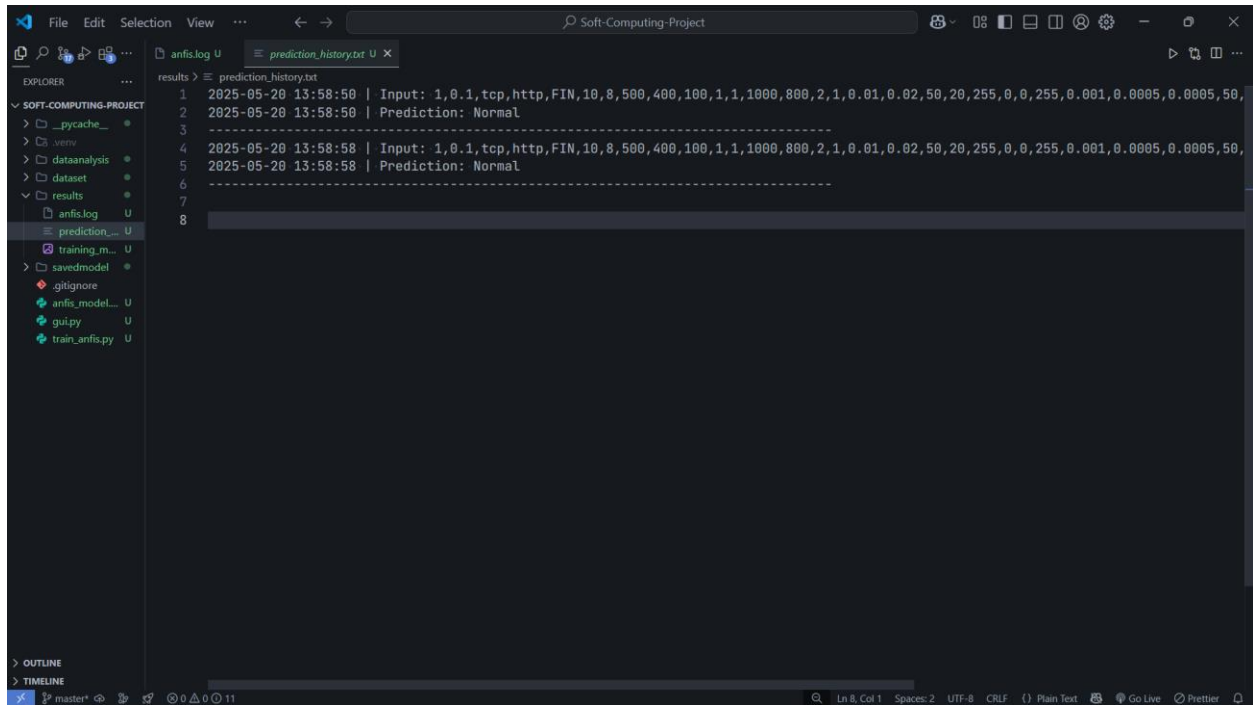 File Edit Selection View ... Soft-Computing-Project
anfis.log U prediction_history.txt U
EXPLORER ...
results > prediction_history.txt
SOFT-COMPUTING-PROJECT
__pycache__
.venv
dataanalysis
dataset
results
anfis.log U
prediction_... U
training_m... U
savedmodel
.gitignore
anfis_model.... U
gui.py U
train_anfis.py U
1 2025-05-20 13:58:50 | Input: 1,0.1,tcp,http,FIN,10,8,500,400,100,1,1,1000,800,2,1,0.01,0.02,50,20,255,0,0,255,0.001,0.0005,0.0005,50,
2 2025-05-20 13:58:50 | Prediction: Normal
3 --------------------------------------------------------------------------------
4 2025-05-20 13:58:58 | Input: 1,0.1,tcp,http,FIN,10,8,500,400,100,1,1,1000,800,2,1,0.01,0.02,50,20,255,0,0,255,0.001,0.0005,0.0005,50,
5 2025-05-20 13:58:58 | Prediction: Normal
6 --------------------------------------------------------------------------------
7
8
OUTLINE
TIMELINE
master* 0 0 11 Ln 8, Col 1 Spaces: 2 UTF-8 CRLF {} Plain Text Go Live Prettier